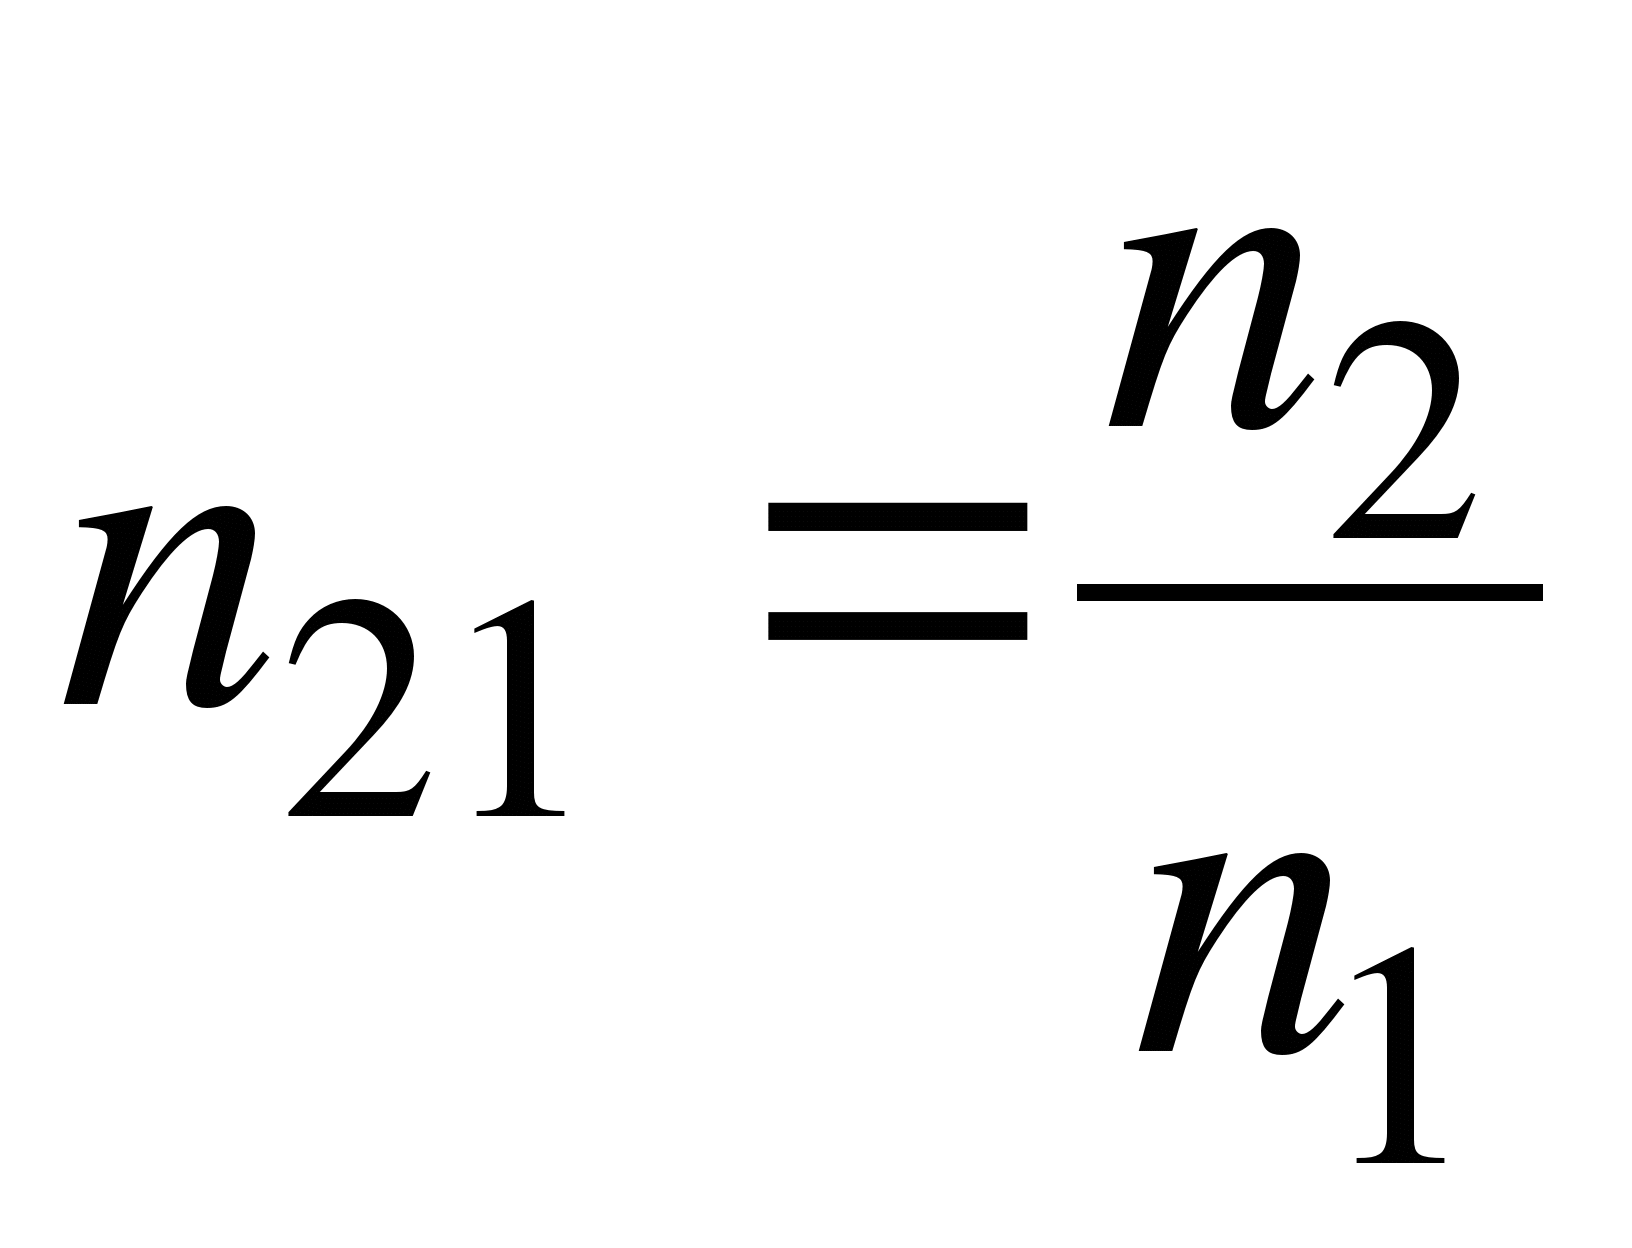 n₂₁ = n₂/n₁